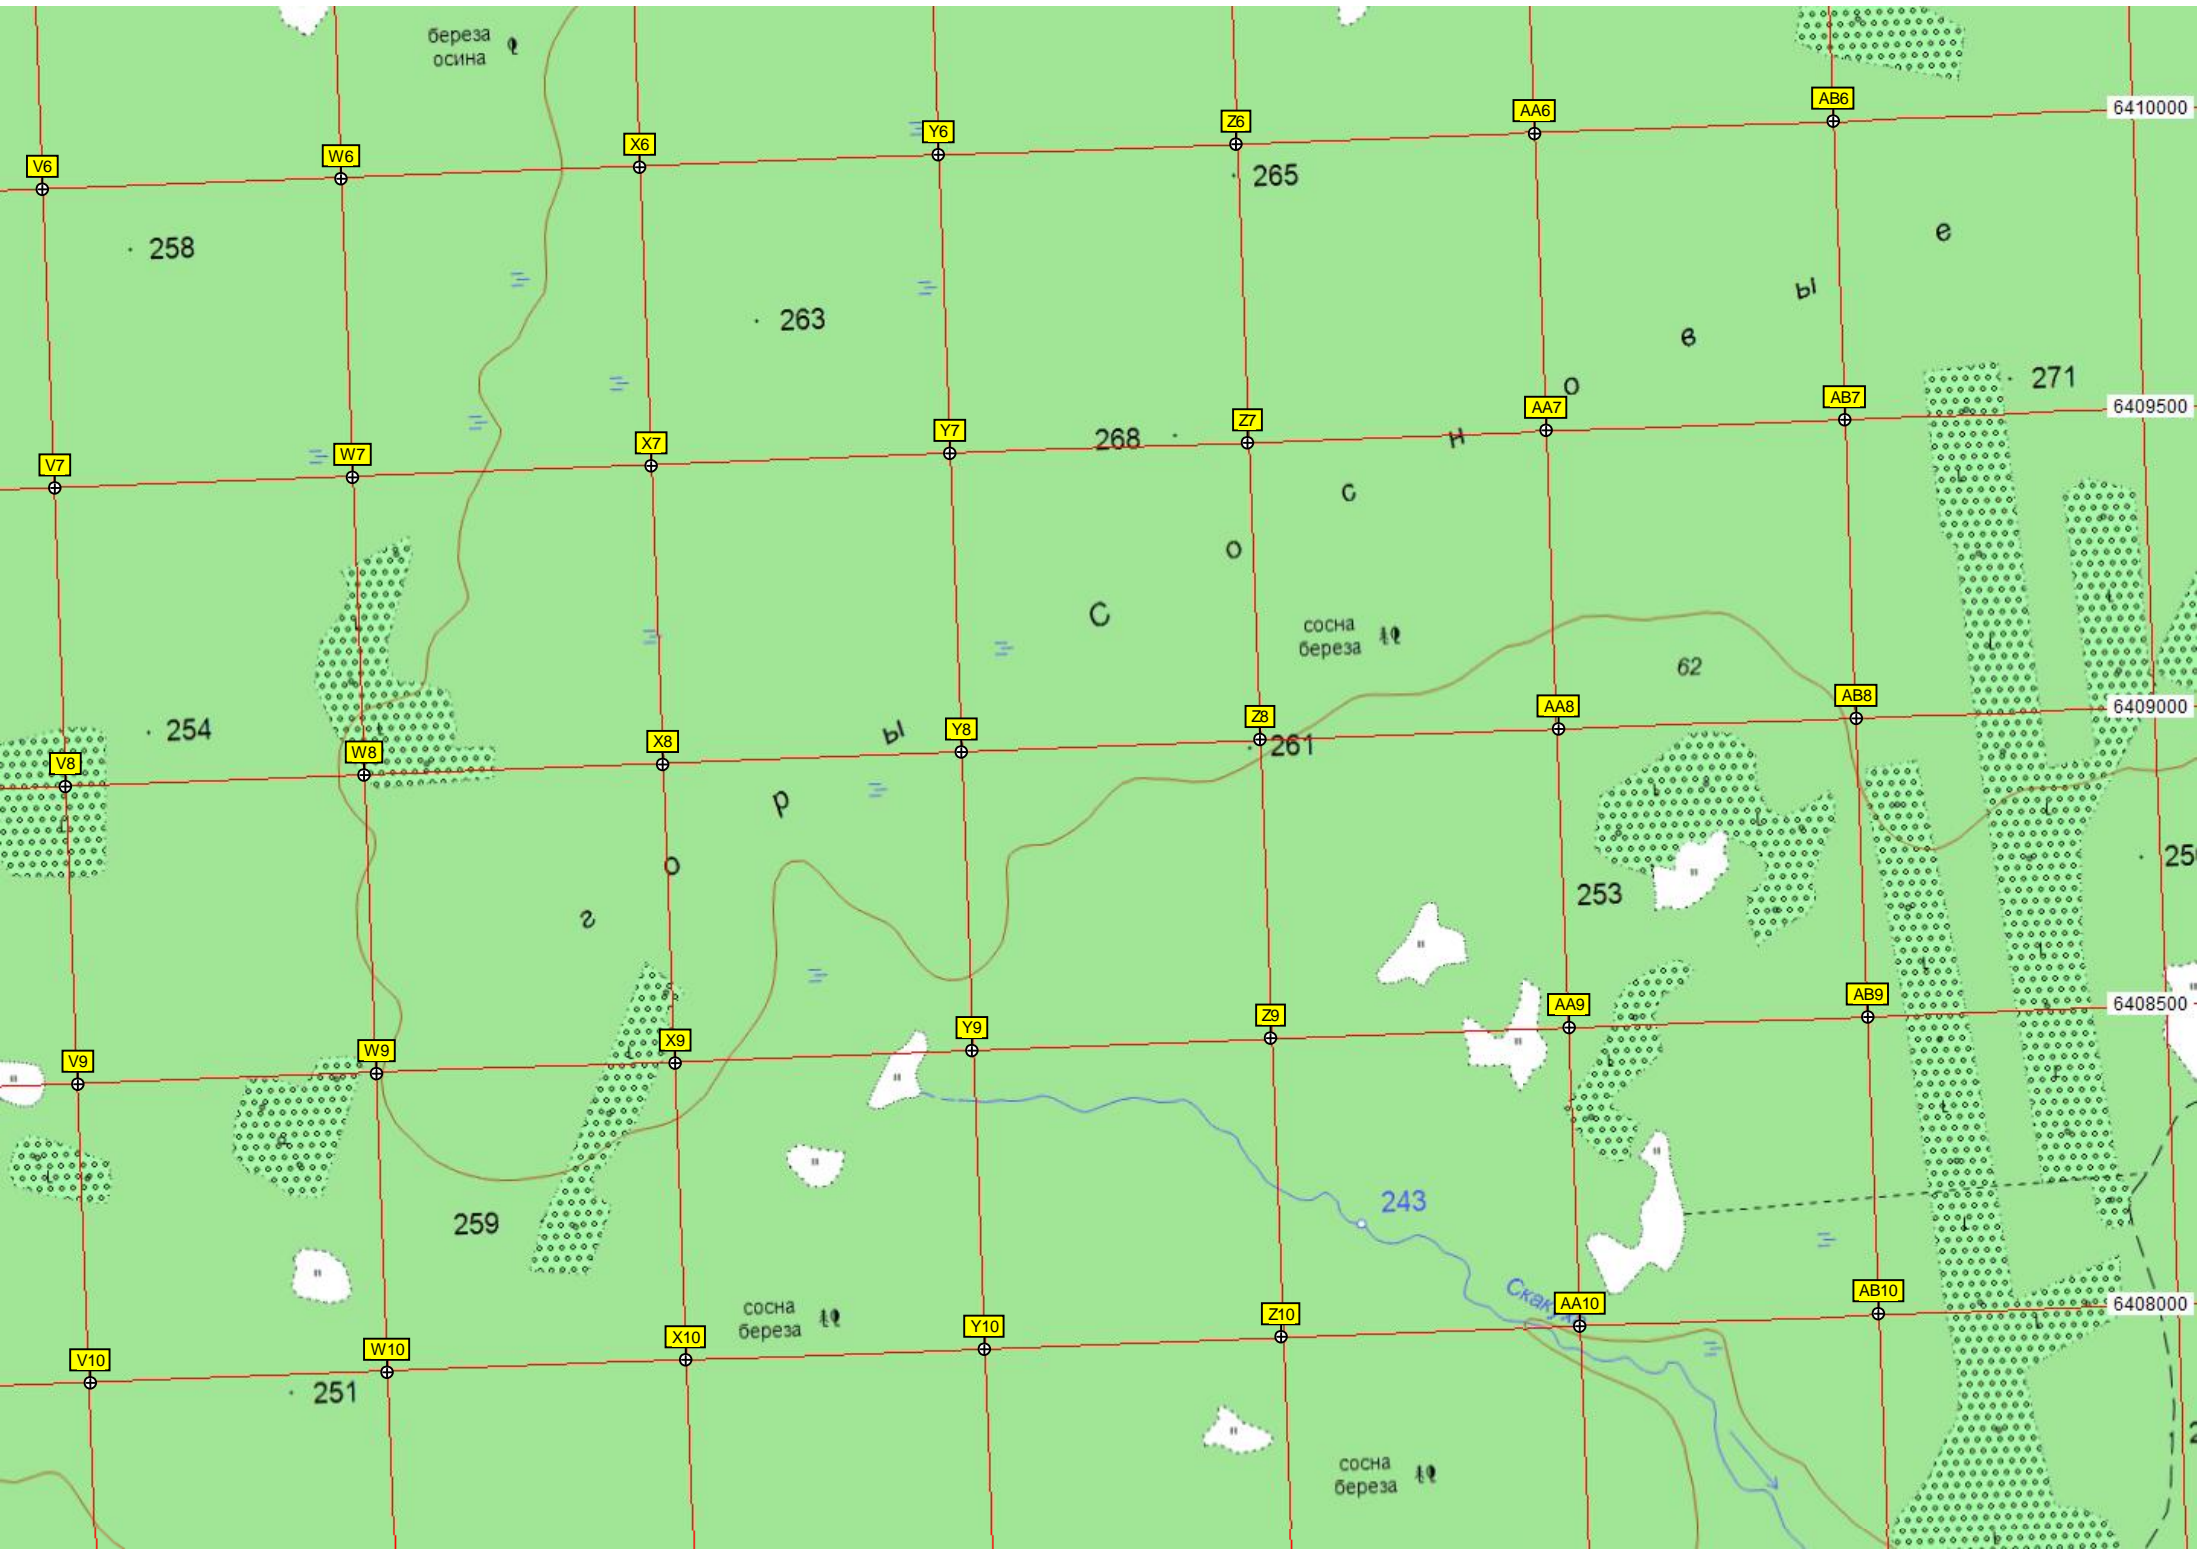 береза
осина
AB6
6410000
AA6
Z6
Y6
X6
W6
V6
265
258
е
ы
263
в
271
о
AB7
6409500
AA7
Z7
н
268
Y7
X7
W7
V7
с
о
С
сосна
береза
62
AB8
6409000
AA8
Z8
261
254
ы
Y8
X8
W8
V8
р
о
г
253
25
AB9
6408500
AA9
Z9
Y9
X9
W9
V9
243
259
Скак
AB10
6408000
AA10
Z10
сосна
береза
Y10
X10
W10
V10
251
2
сосна
береза